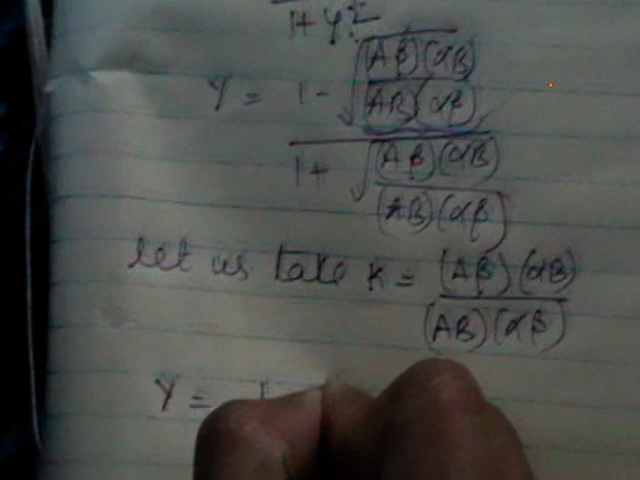 1+Y²
Y = 1 - √(Aβ)(αB)
(AB)(αβ)
1+ √(Aβ)(αB)
(AB)(αβ)
let us take K = (Aβ)(αB)
(AB)(αβ)
Y = 1